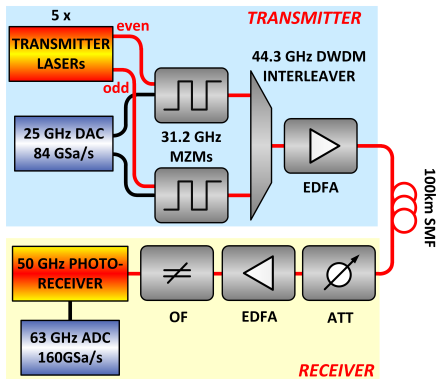 5 x
even
TRANSMITTER
TRANSMITTER
LASERs
44.3 GHz DWDM
INTERLEAVER
odd
25 GHz DAC
84 GSa/s
31.2 GHz
MZMs
EDFA
100km SMF
50 GHz PHOTO-
RECEIVER
OF
EDFA
ATT
63 GHz ADC
160GSa/s
RECEIVER